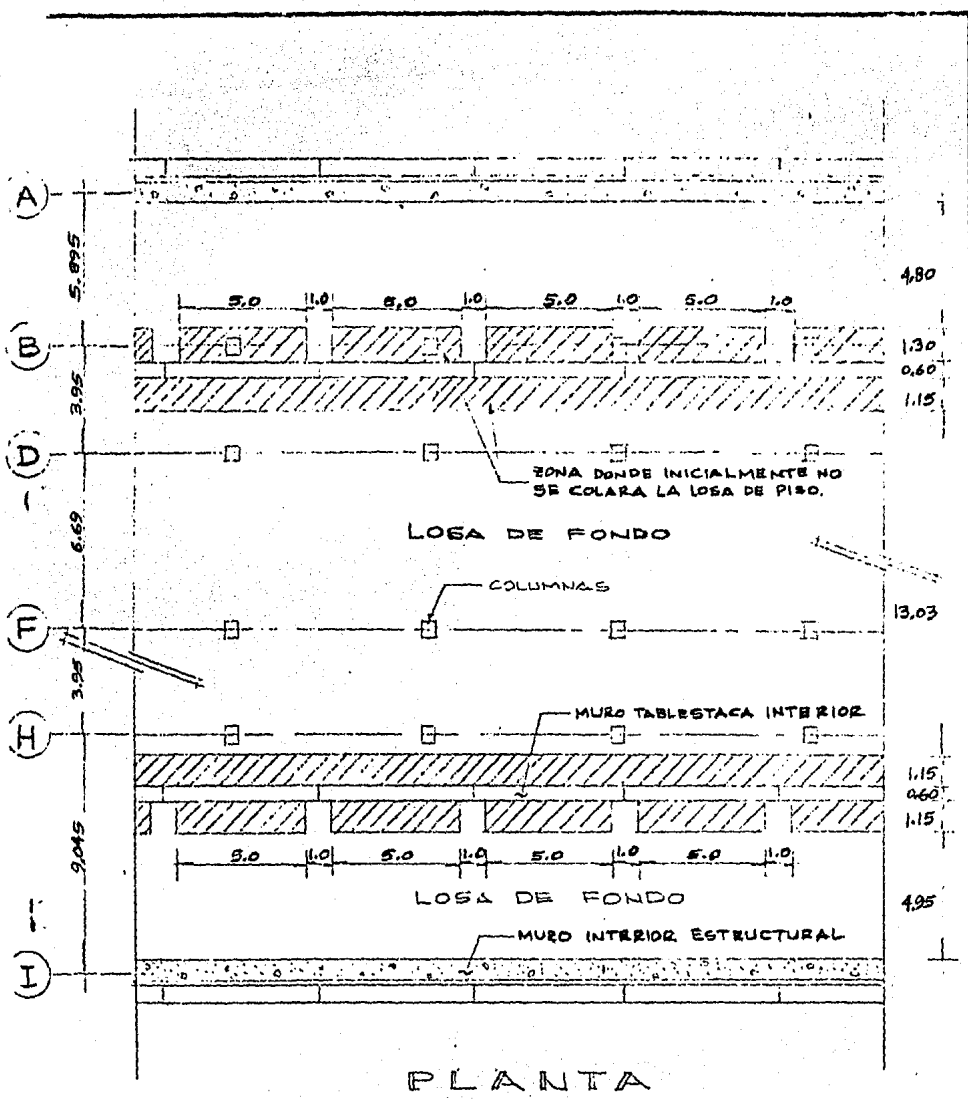 A
5.895
4.80
5.0 1.0 5.0 1.0 5.0 1.0 5.0 1.0
B
1.30
0.60
3.95
1.15
D
ZONA DONDE INICIALMENTE NO
SE COLARA LA LOSA DE PISO.
6.69
LOSA DE FONDO
COLUMNAS
F
13,03
3.95
MURO TABLESTACA INTERIOR
H
1.15
0.60
1.15
9.045
5.0 1.0 5.0 1.0 5.0 1.0 5.0 1.0
LOSA DE FONDO
4.95
MURO INTERIOR ESTRUCTURAL
I
PLANTA